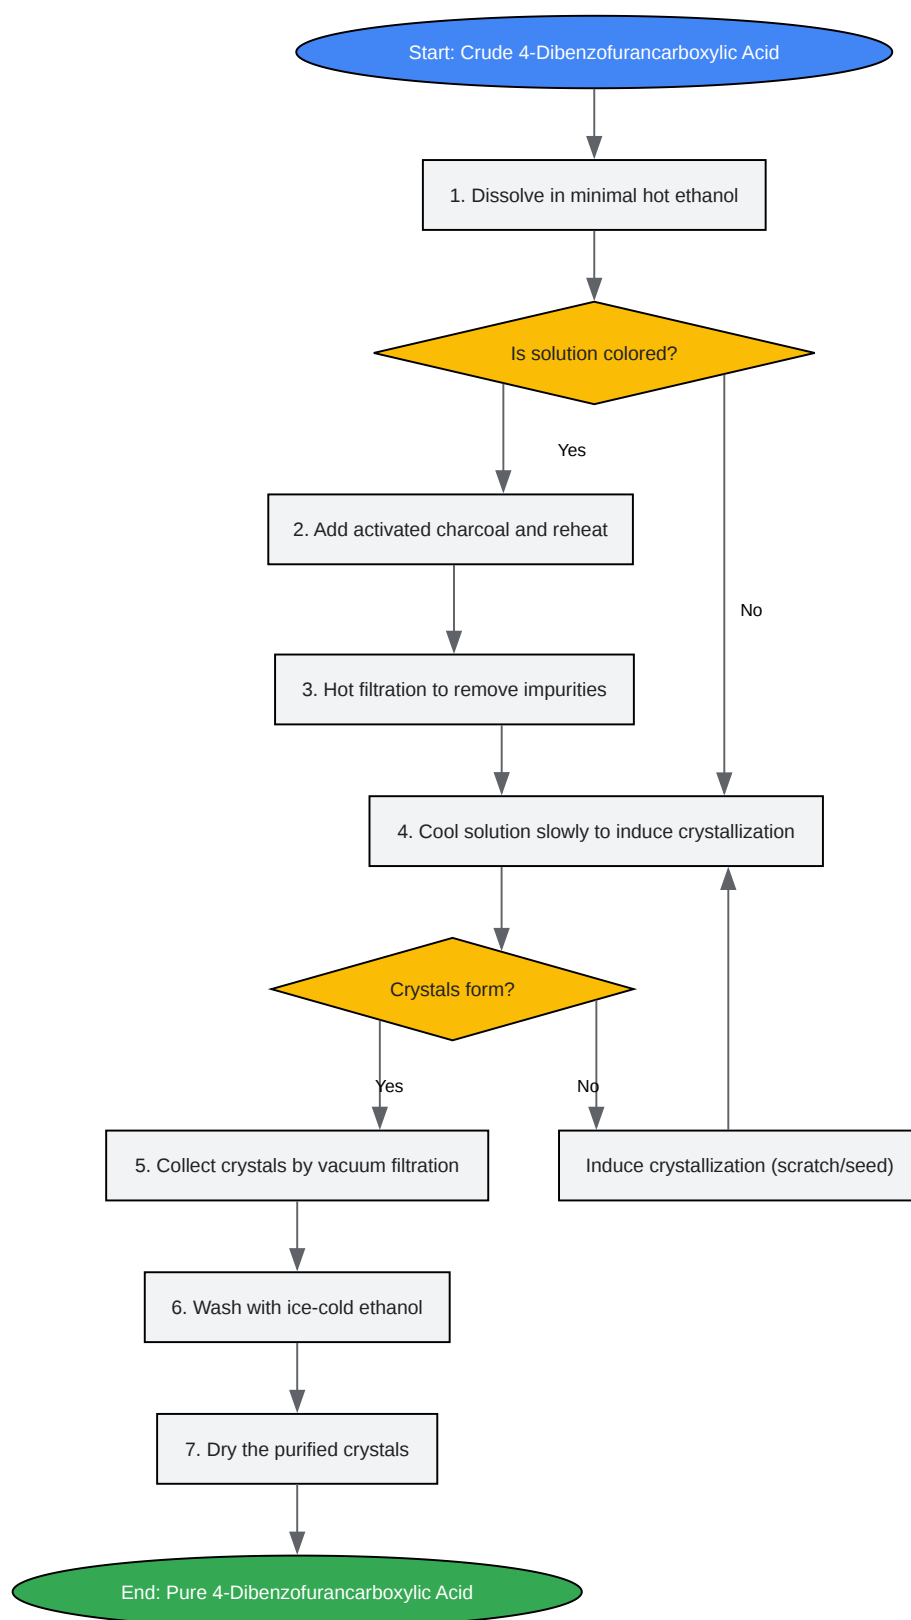 Start: Crude 4-Dibenzofurancarboxylic Acid
1. Dissolve in minimal hot ethanol
Is solution colored?
Yes
2. Add activated charcoal and reheat
No
3. Hot filtration to remove impurities
4. Cool solution slowly to induce crystallization
Crystals form?
Yes
No
5. Collect crystals by vacuum filtration
Induce crystallization (scratch/seed)
6. Wash with ice-cold ethanol
7. Dry the purified crystals
End: Pure 4-Dibenzofurancarboxylic Acid